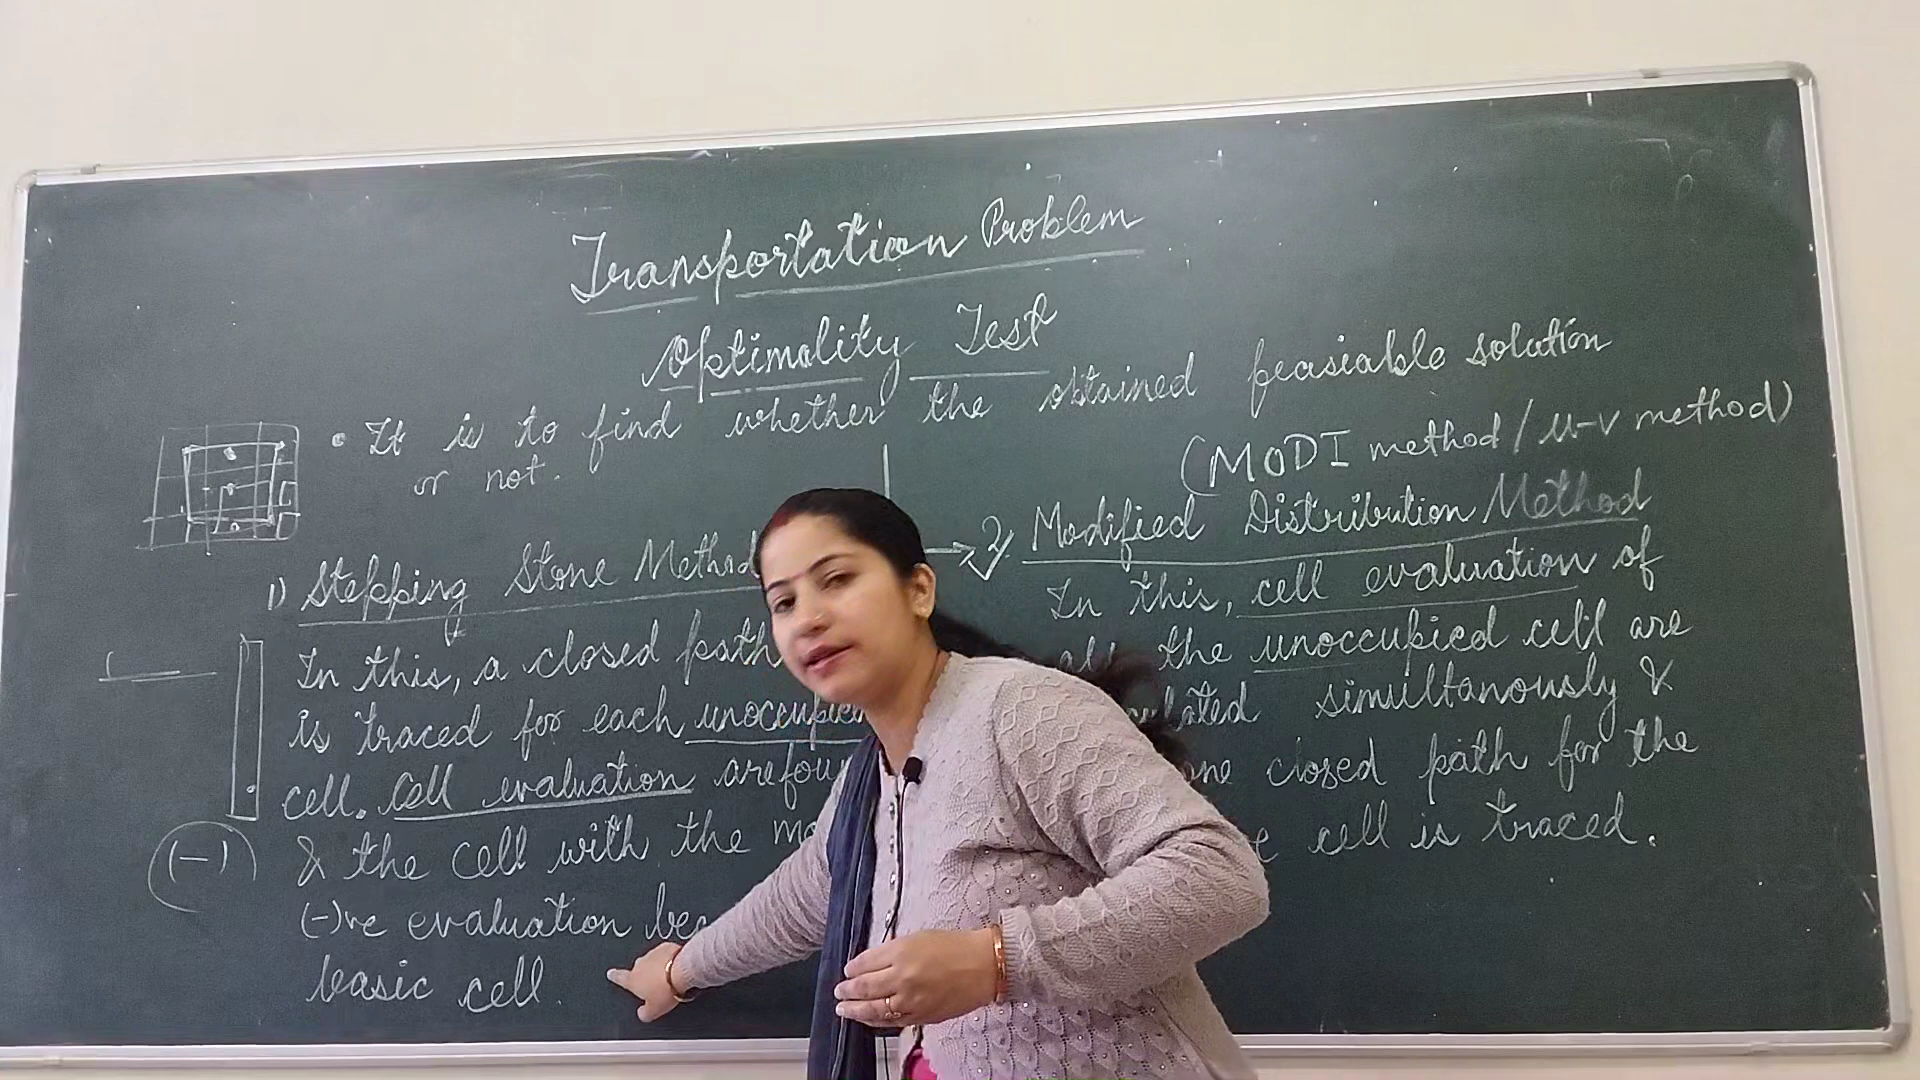 Transportation Problem
Optimality Test
• It is to find whether the obtained feasiable solution
or not.
1) Stepping Stone Method
In this, a closed path
is traced for each unoccupied
cell. Cell evaluation are
& the cell with the
(-)ve evaluation
basic cell.
(-)
(MODI method/u-v method)
2) Modified Distribution Method
In this, cell evaluation of
all the unoccupied cell are
simultanously &
closed path for the
cell is traced.